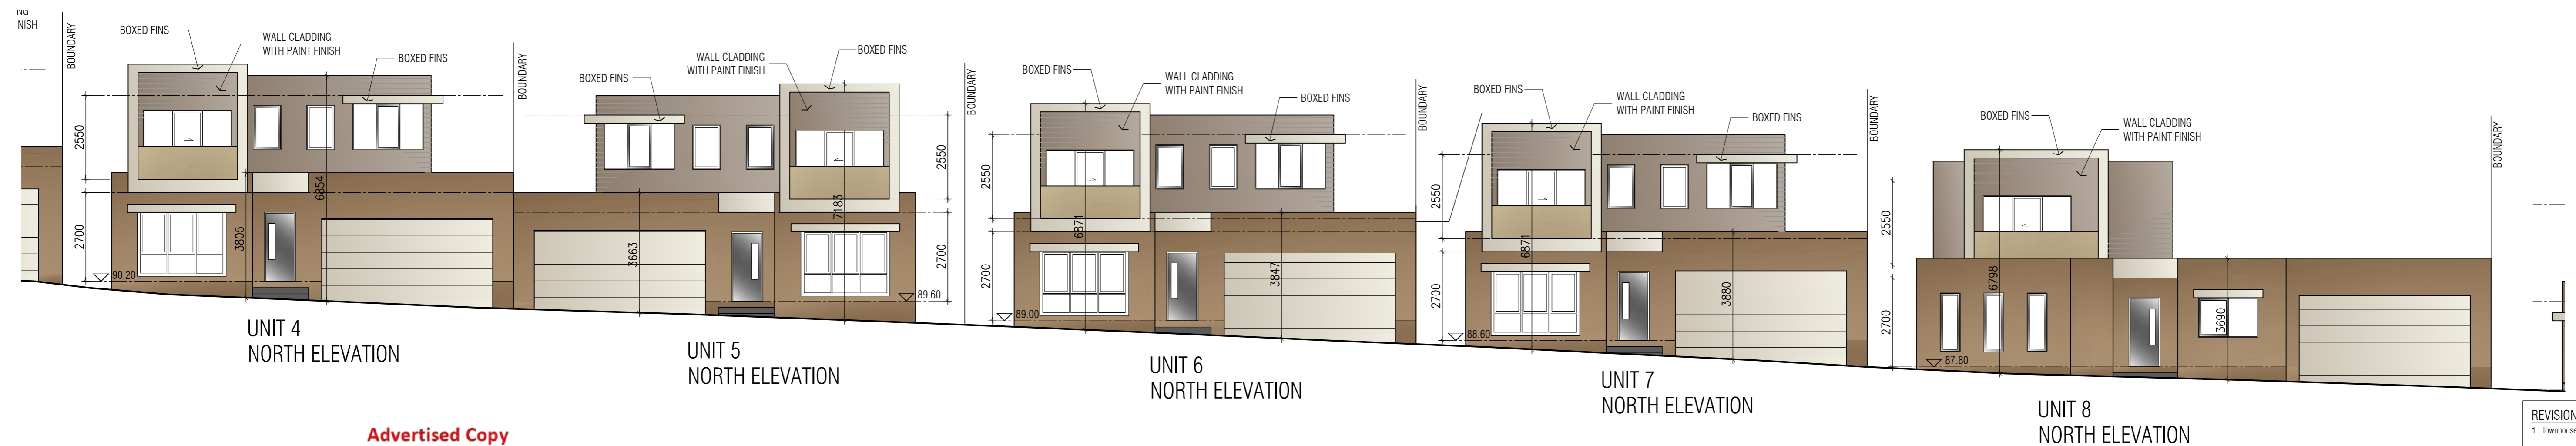 NG
NISH
BOUNDARY
BOXED FINS
WALL CLADDING
WITH PAINT FINISH
BOXED FINS
2550
2700
6854
3805
90.20
UNIT 4
NORTH ELEVATION
BOUNDARY
BOXED FINS
WALL CLADDING
WITH PAINT FINISH
BOXED FINS
3663
7183
2550
2700
89.60
UNIT 5
NORTH ELEVATION
BOUNDARY
BOXED FINS
WALL CLADDING
WITH PAINT FINISH
BOXED FINS
2550
2700
6871
3847
89.00
UNIT 6
NORTH ELEVATION
BOUNDARY
BOXED FINS
WALL CLADDING
WITH PAINT FINISH
BOXED FINS
2550
2700
6871
3880
88.60
UNIT 7
NORTH ELEVATION
BOUNDARY
BOXED FINS
WALL CLADDING
WITH PAINT FINISH
2550
2700
6798
3690
87.80
UNIT 8
NORTH ELEVATION
BOUNDARY
Advertised Copy
REVISION
1. townhouse